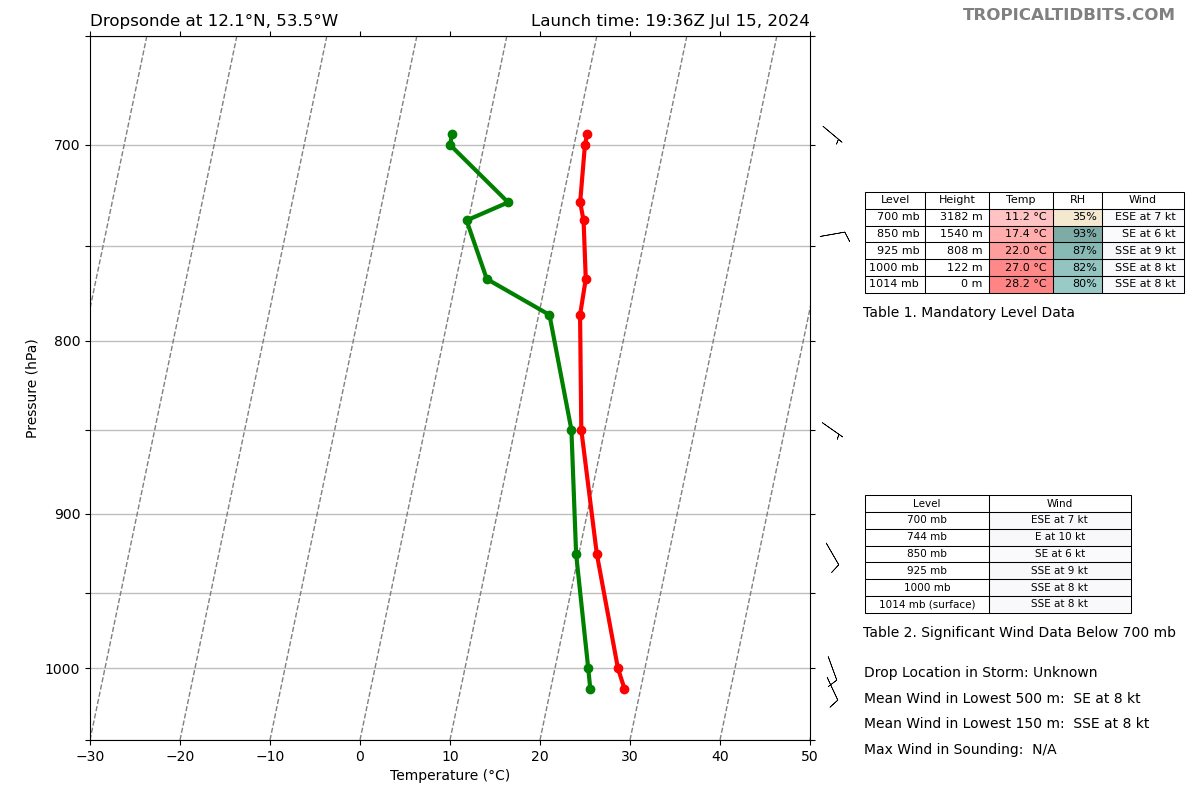 Dropsonde at 12.1°N, 53.5°W Launch time: 19:36Z Jul 15, 2024
TROPICALTIDBITS.COM
700
800
900
1000
Pressure (hPa)
−30 −20 −10 0 10 20 30 40 50
Temperature (°C)
Level Height Temp RH Wind
700 mb 3182 m 11.2 °C 35% ESE at 7 kt
850 mb 1540 m 17.4 °C 93% SE at 6 kt
925 mb 808 m 22.0 °C 87% SSE at 9 kt
1000 mb 122 m 27.0 °C 82% SSE at 8 kt
1014 mb 0 m 28.2 °C 80% SSE at 8 kt
Table 1. Mandatory Level Data
Level Wind
700 mb ESE at 7 kt
744 mb E at 10 kt
850 mb SE at 6 kt
925 mb SSE at 9 kt
1000 mb SSE at 8 kt
1014 mb (surface) SSE at 8 kt
Table 2. Significant Wind Data Below 700 mb
Drop Location in Storm: Unknown
Mean Wind in Lowest 500 m: SE at 8 kt
Mean Wind in Lowest 150 m: SSE at 8 kt
Max Wind in Sounding: N/A